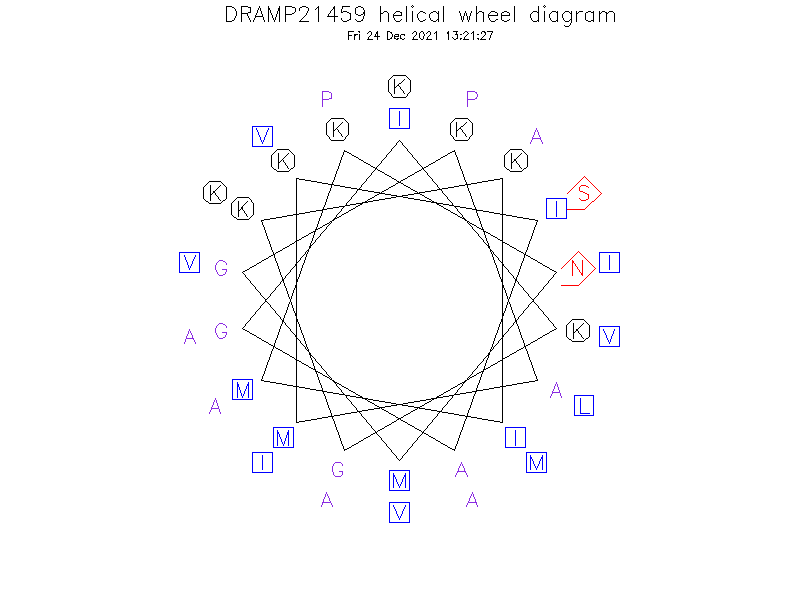 DRAMP21459 helical wheel diagram
Fri 24 Dec 2021 13:21:27
K
P P
I
V K K A
K K
K K I S
V G N I
A G K V
A M A L
I M I M
G A
M
A A
V